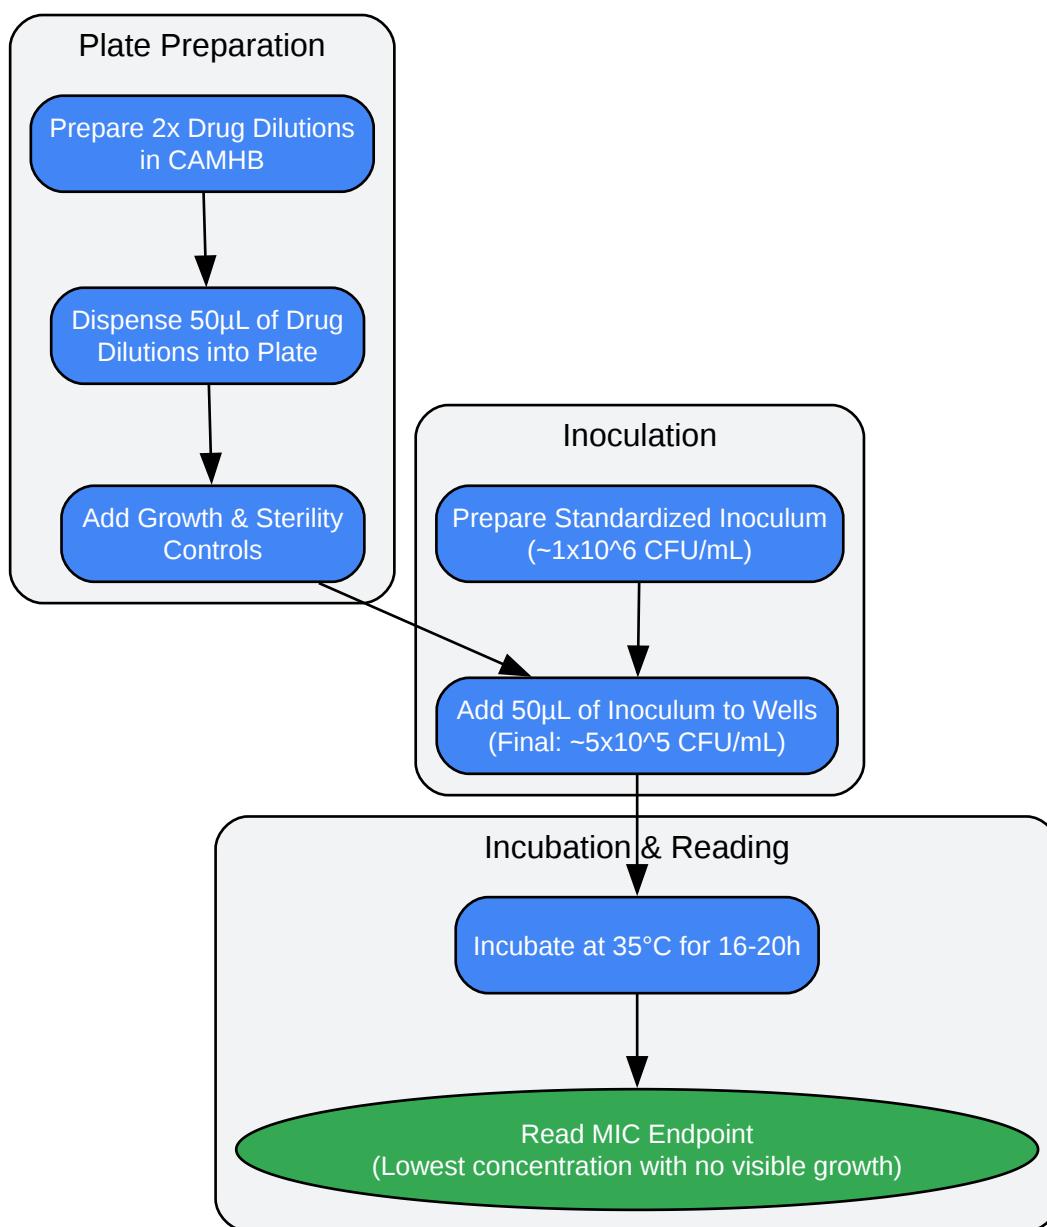 Plate Preparation
Prepare 2x Drug Dilutions
in CAMHB
Dispense 50µL of Drug
Dilutions into Plate
Add Growth & Sterility
Controls
Inoculation
Prepare Standardized Inoculum
(~1x10^6 CFU/mL)
Add 50µL of Inoculum to Wells
(Final: ~5x10^5 CFU/mL)
Incubation & Reading
Incubate at 35°C for 16-20h
Read MIC Endpoint
(Lowest concentration with no visible growth)